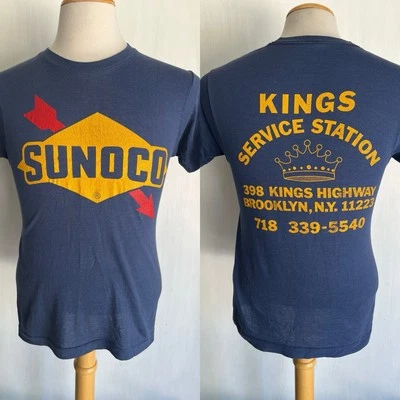 SUNOCO
®
KINGS
SERVICE STATION
398 KINGS HIGHWAY
BROOKLYN, N.Y. 11223
718 339-5540